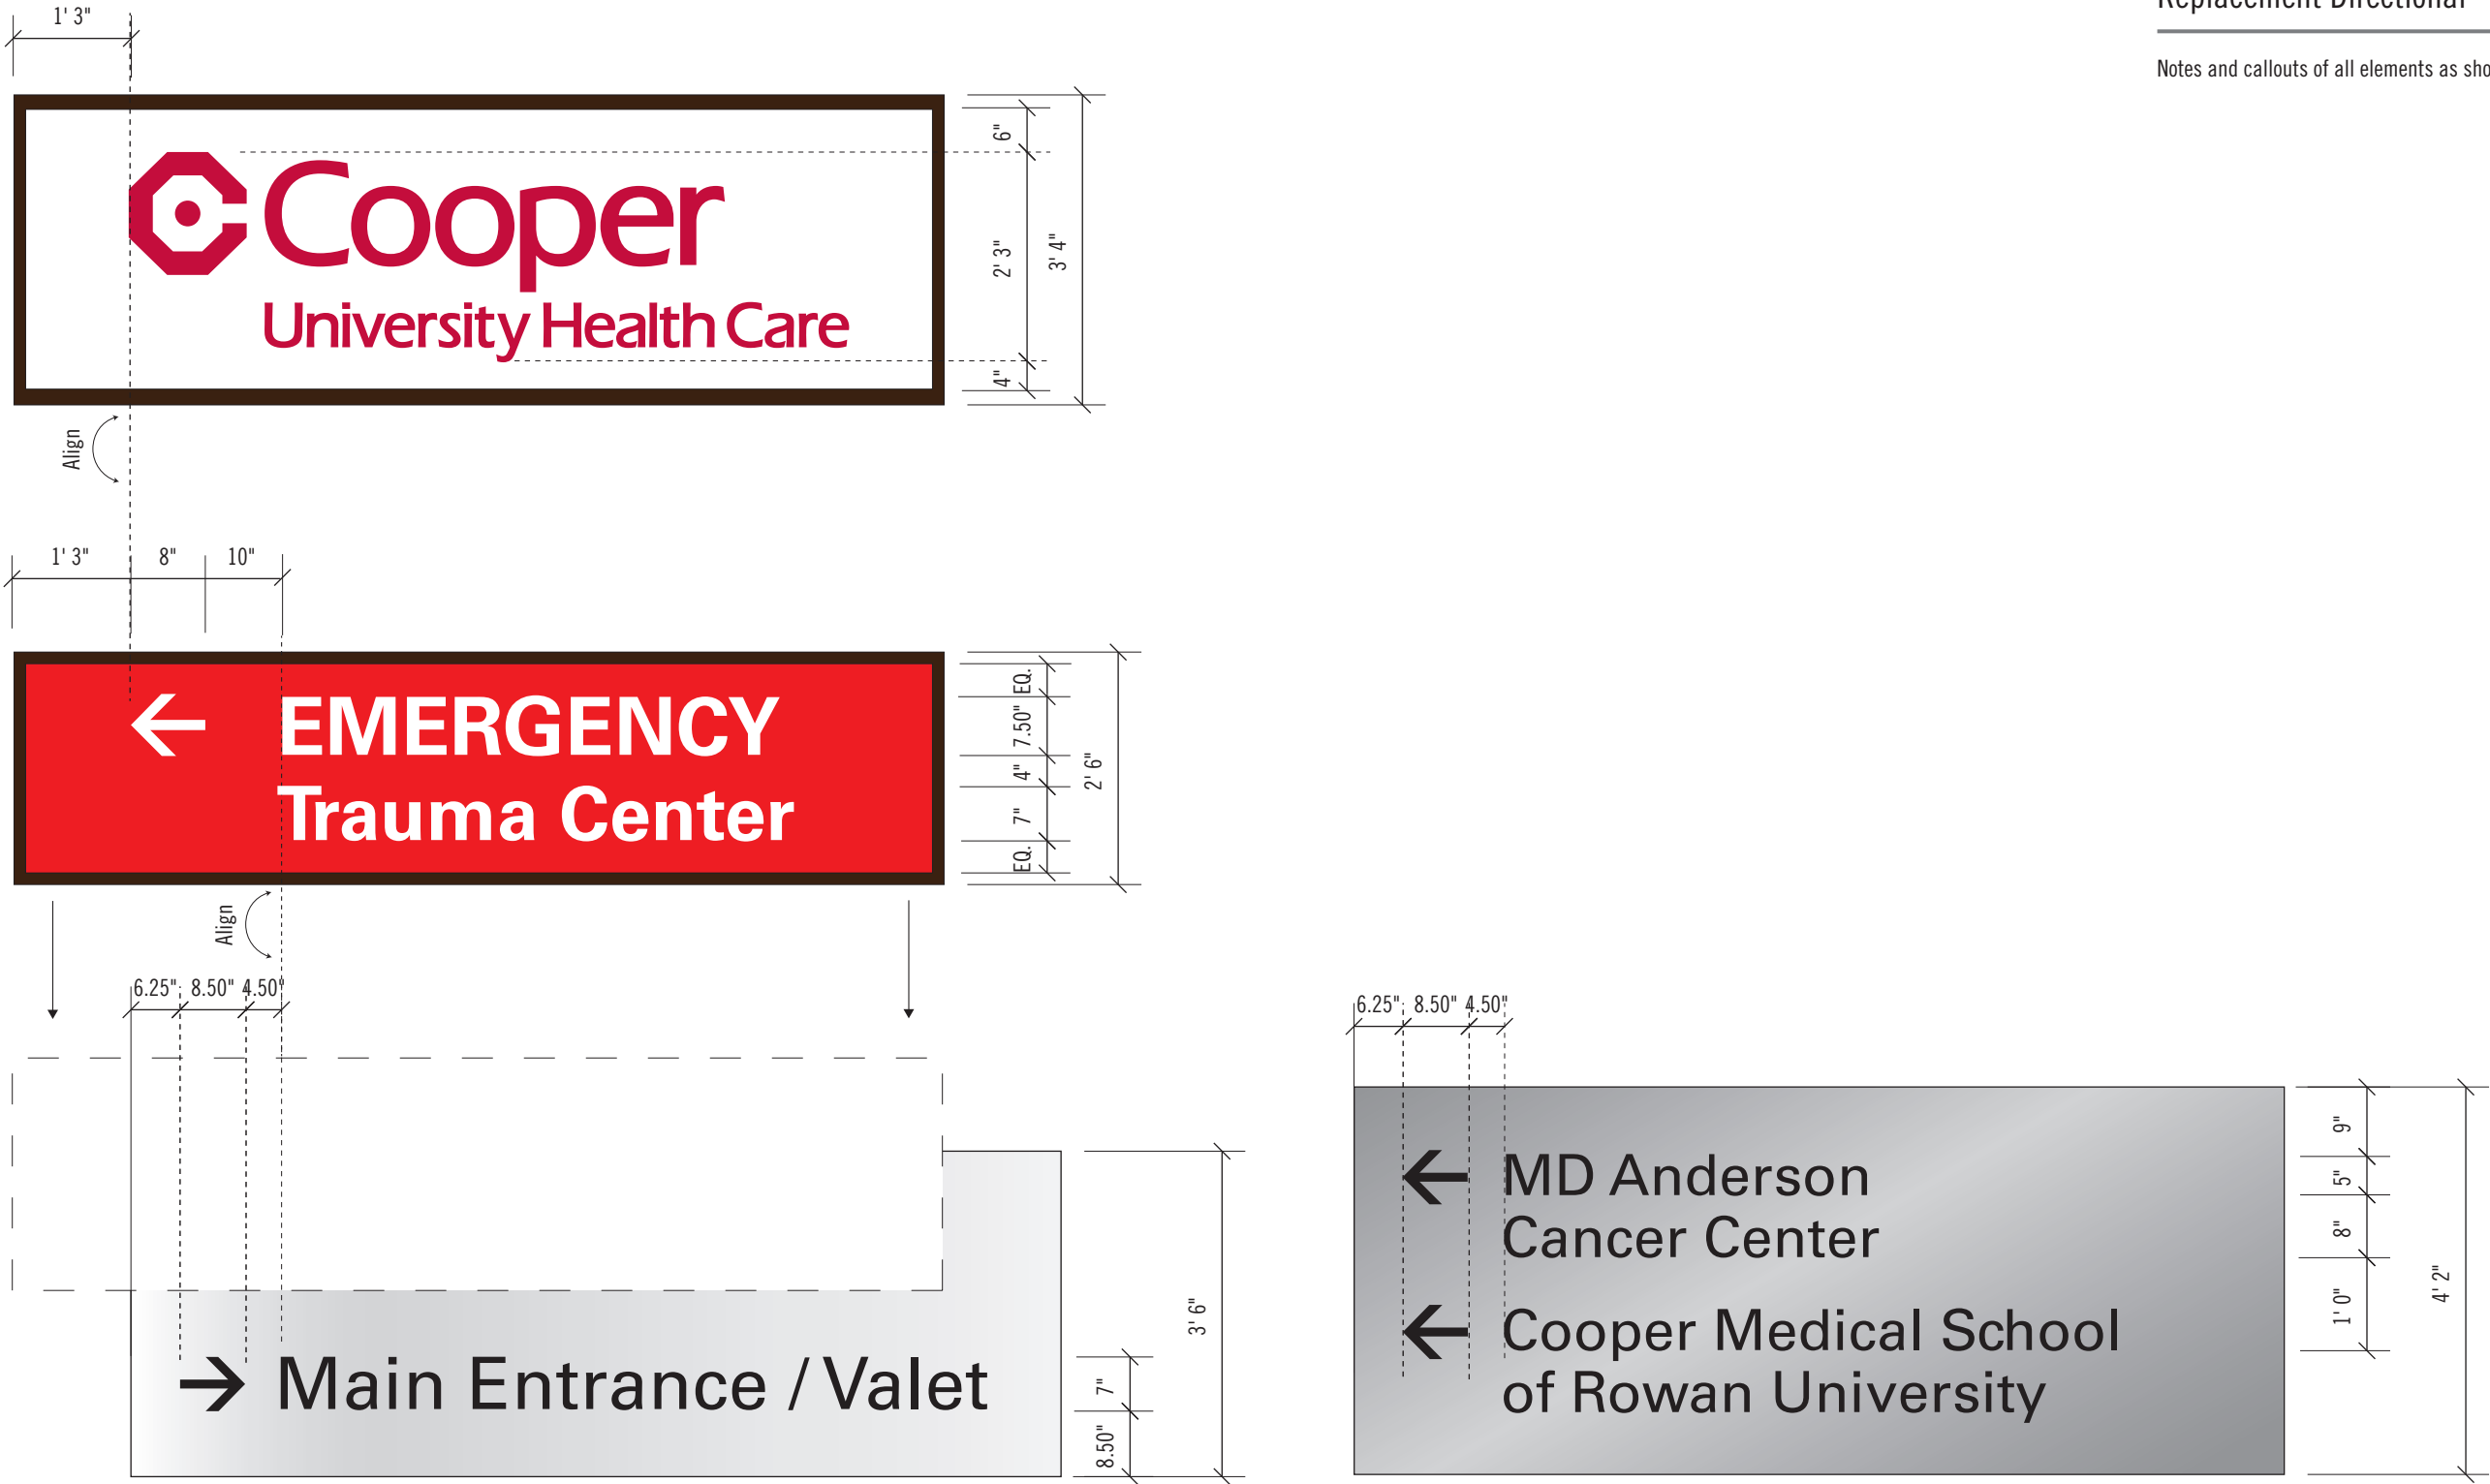 Replacement Directional
Notes and callouts of all elements as
1' 3"
Cooper
University Health Care
6"
2' 3"
4"
3' 4"
Align
1' 3"
8"
10"
EMERGENCY
Trauma Center
EQ.
7.50"
4"
7"
EQ.
2' 6"
Align
6.25"
8.50"
4.50"
Main Entrance / Valet
7"
8.50"
3' 6"
6.25"
8.50"
4.50"
MD Anderson
Cancer Center
Cooper Medical School
of Rowan University
9"
5"
8"
1' 0"
4' 2"